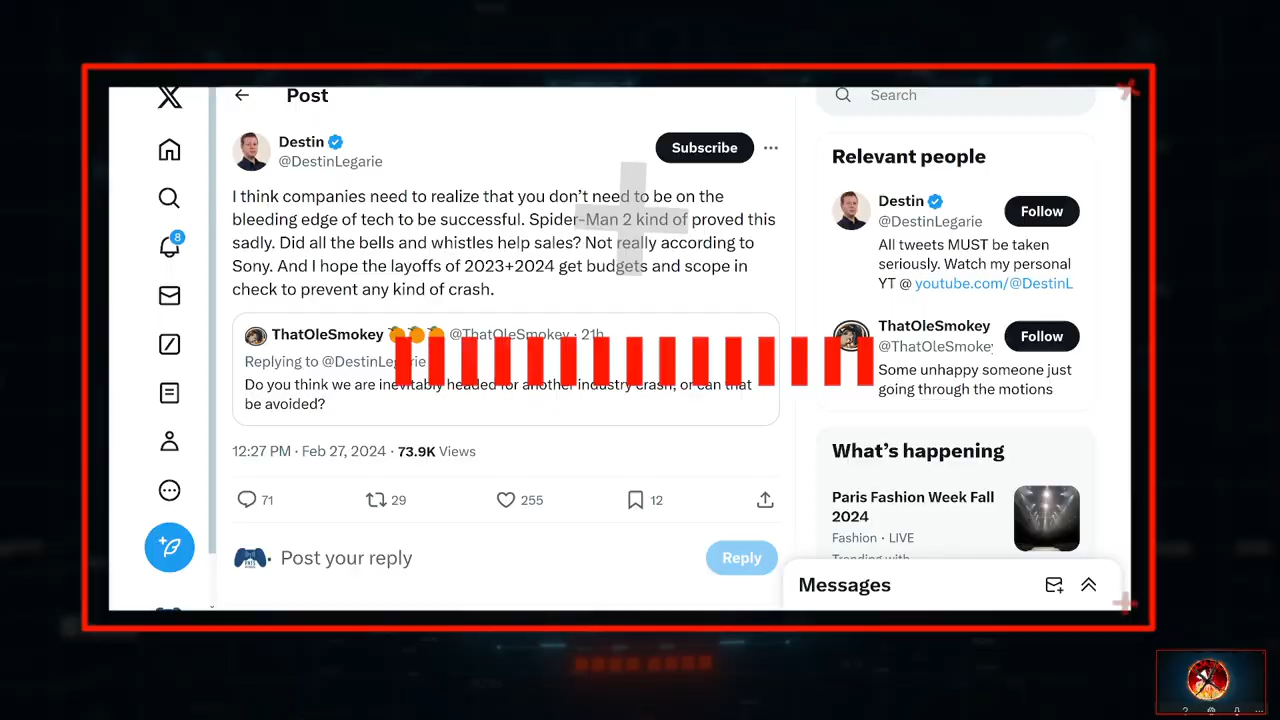 Post
Search
Destin
@DestinLegarie
Subscribe
I think companies need to realize that you don't need to be on the
bleeding edge of tech to be successful. Spider-Man 2 kind of proved this
sadly. Did all the bells and whistles help sales? Not really according to
Sony. And I hope the layoffs of 2023+2024 get budgets and scope in
check to prevent any kind of crash.
ThatOleSmokey 🍊🍊🍊 @ThatOleSmokey · 21h
Replying to @DestinLegarie
Do you think we are inevitably headed for another industry crash, or can that
be avoided?
12:27 PM · Feb 27, 2024 · 73.9K Views
71
29
255
12
Post your reply
Reply
8
Relevant people
Destin
@DestinLegarie
Follow
All tweets MUST be taken
seriously. Watch my personal
YT @ youtube.com/@DestinL
ThatOleSmokey
@ThatOleSmokey
Follow
Some unhappy someone just
going through the motions
What's happening
Paris Fashion Week Fall
2024
Fashion · LIVE
Trending with
Messages